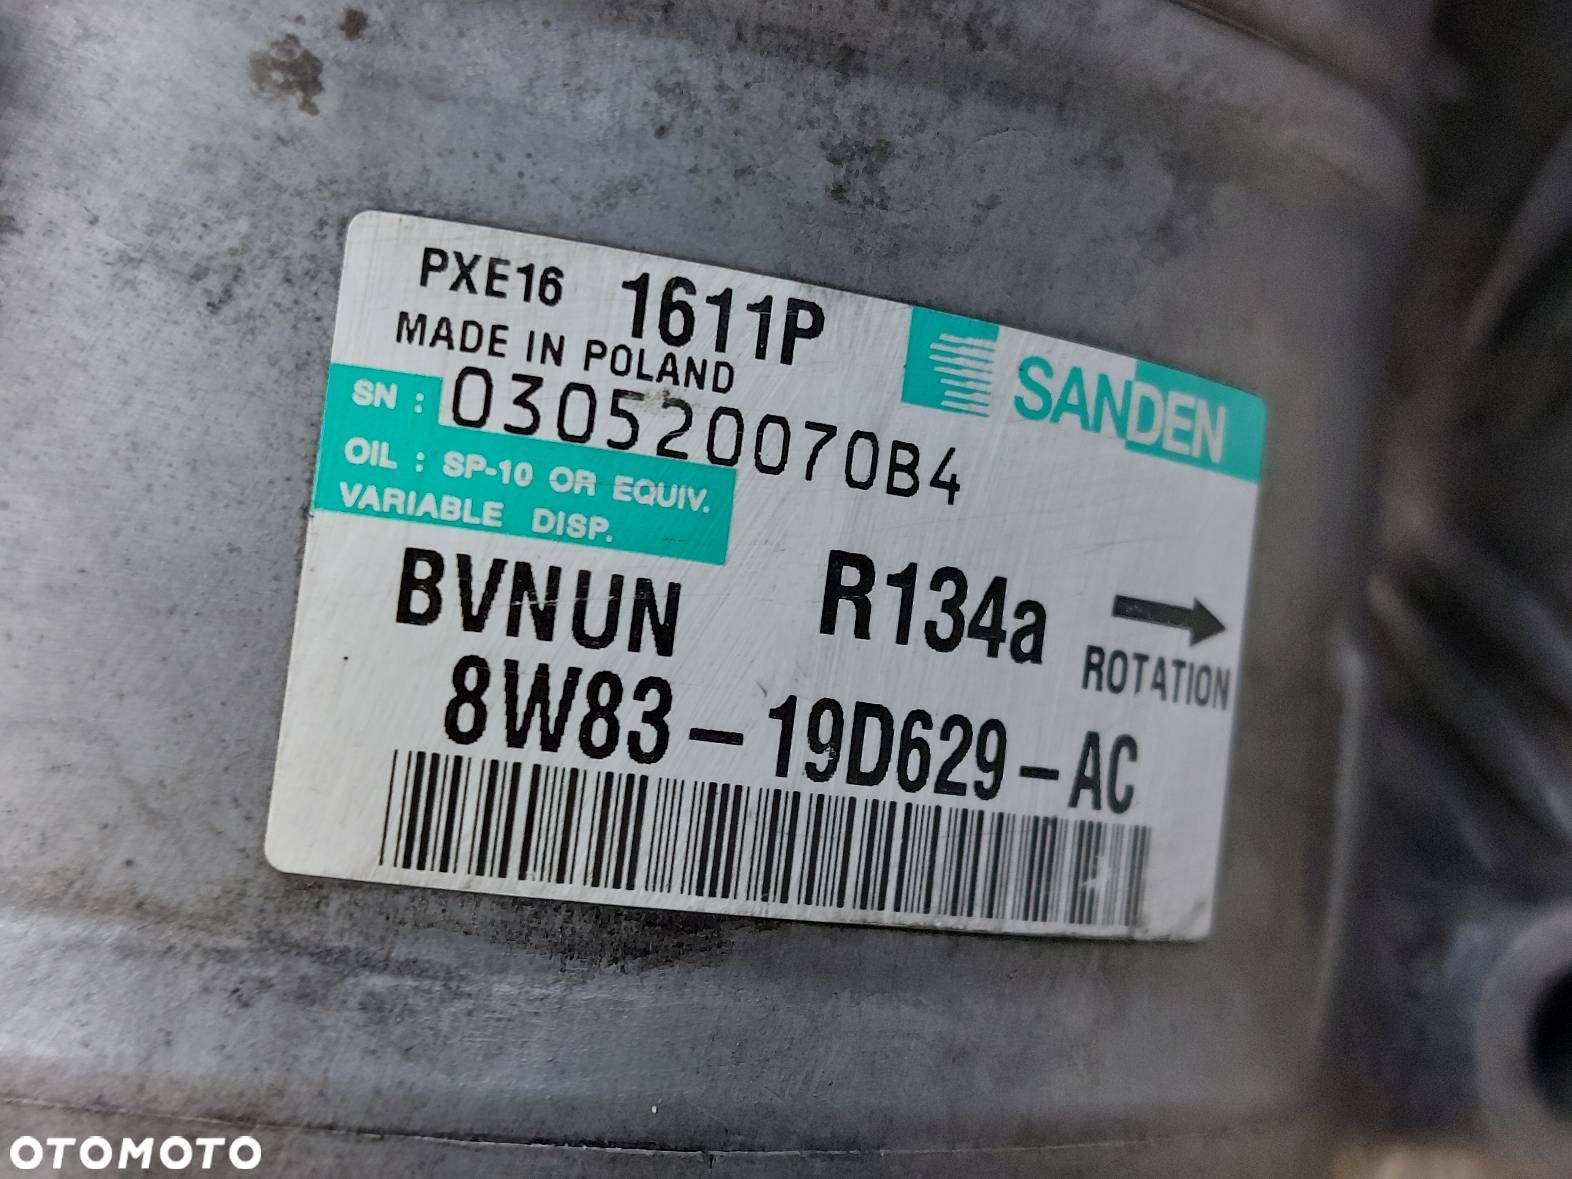 PXE16 1611P
MADE IN POLAND
SANDEN
SN : 030520070B4
OIL : SP-10 OR EQUIV.
VARIABLE DISP.
BVNUN R134a
ROTATION
8W83-19D629-AC
OTOMOTO